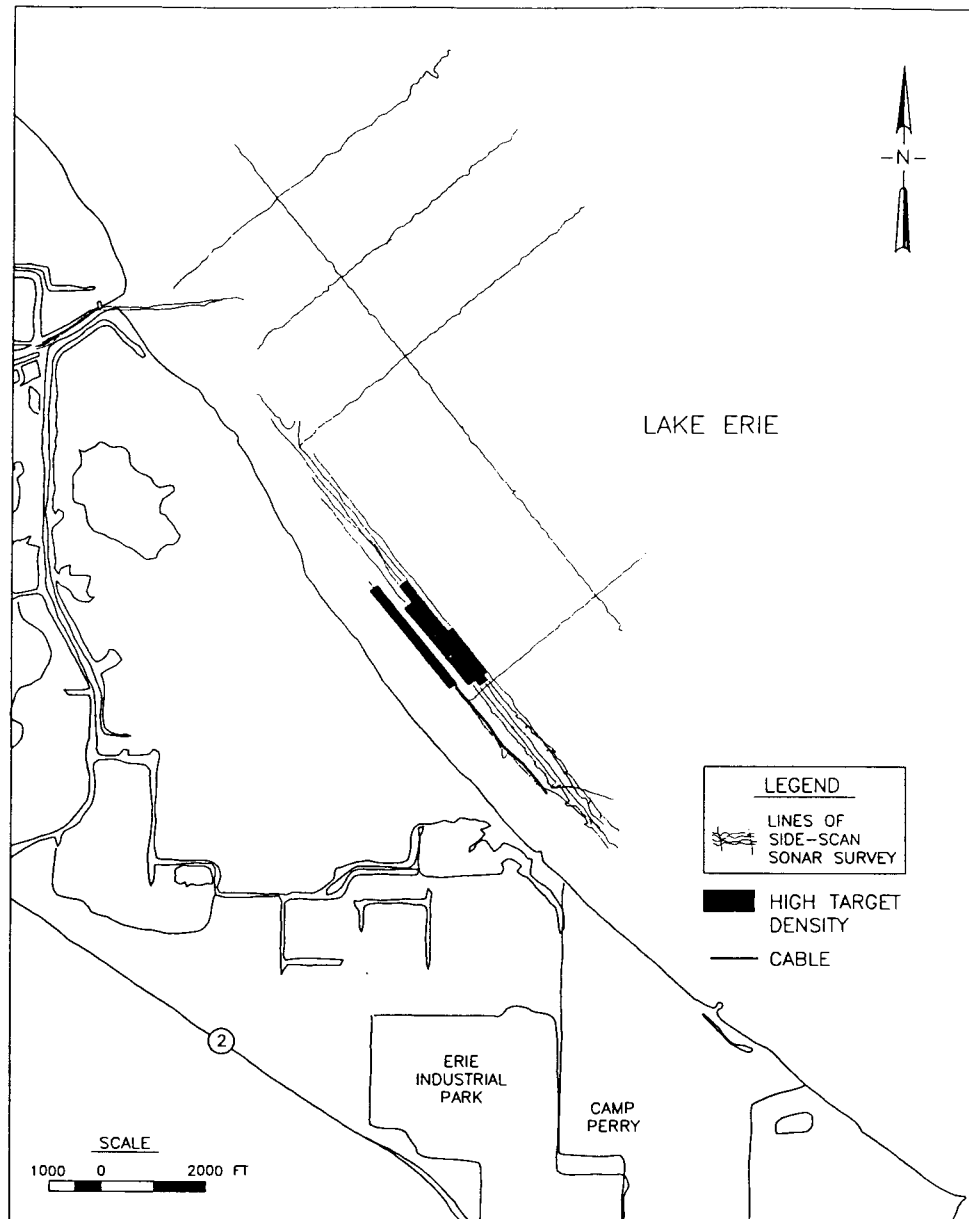 -N-
LAKE ERIE
LEGEND
LINES OF
SIDE-SCAN
SONAR SURVEY
HIGH TARGET
DENSITY
CABLE
2
ERIE
INDUSTRIAL
PARK
CAMP
PERRY
SCALE
1000 0 2000 FT